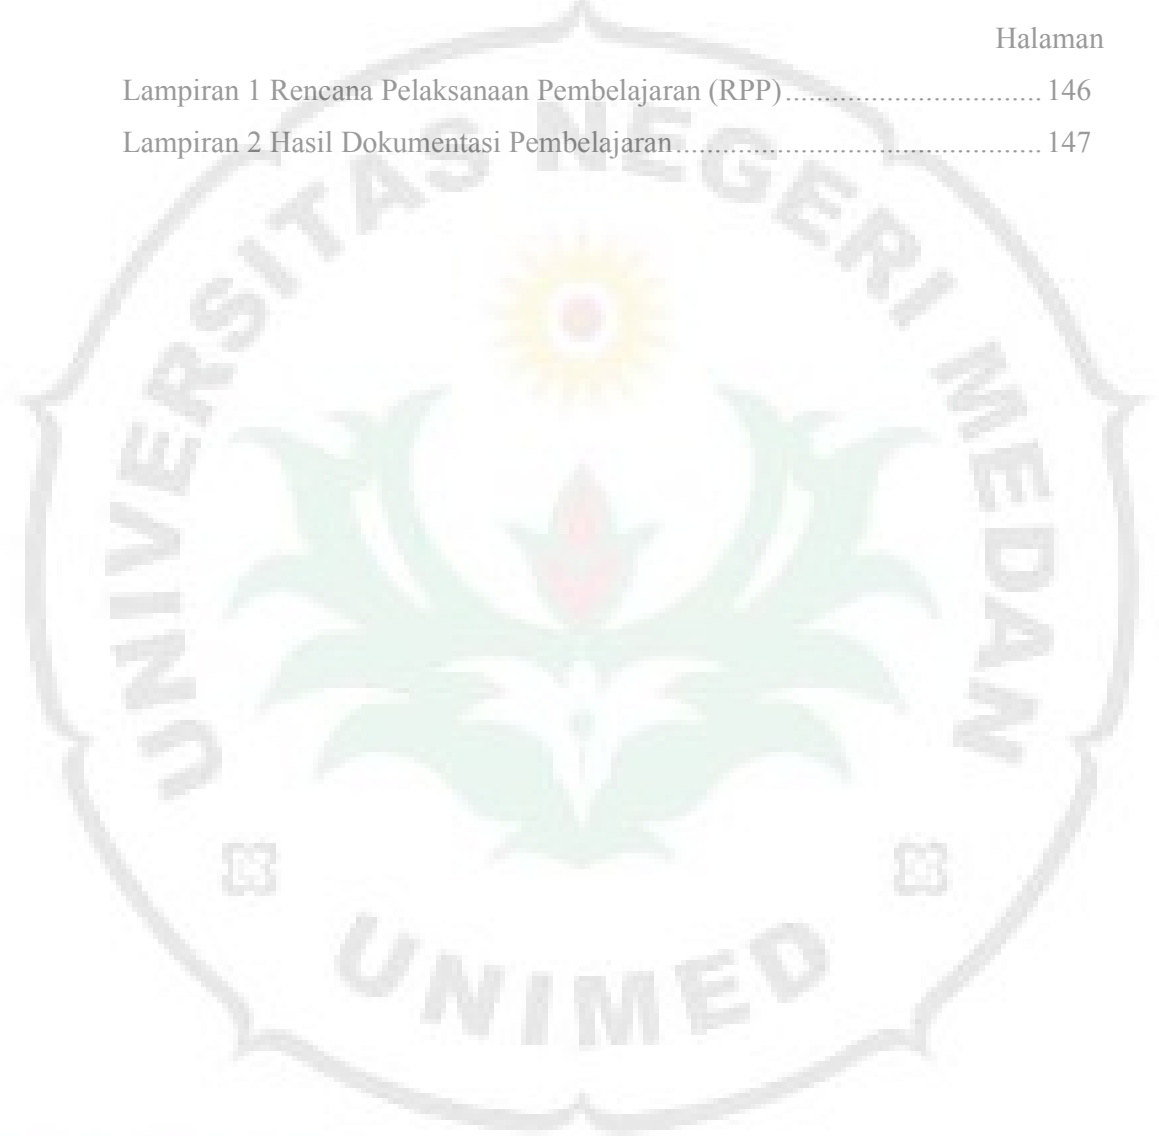 Halaman
Lampiran 1 Rencana Pelaksanaan Pembelajaran (RPP)................................. 146
Lampiran 2 Hasil Dokumentasi Pembelajaran............................................... 147
UNIVERSITAS NEGERI MEDAN
UNIMED